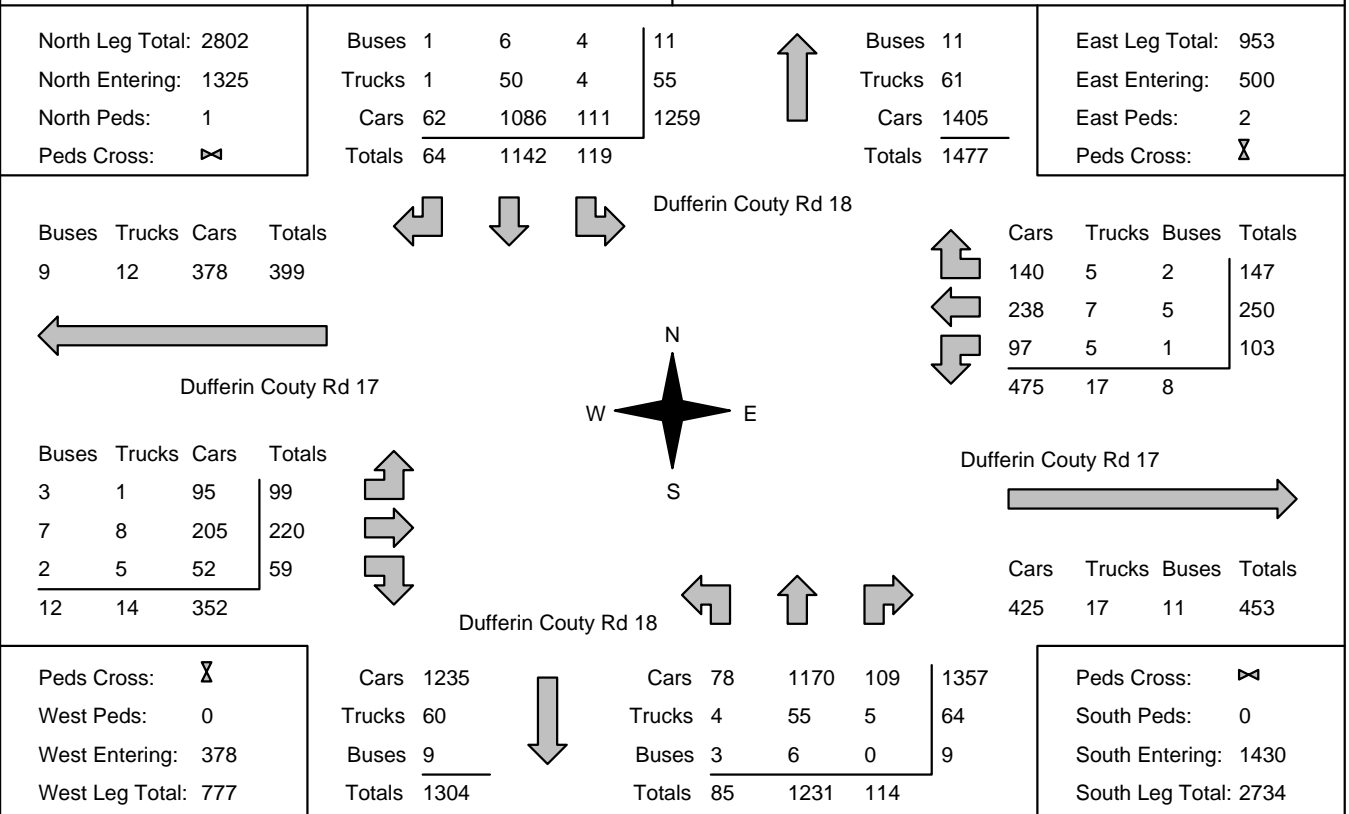 North Leg Total: 2802
North Entering: 1325
North Peds: 1
Peds Cross:
Buses 1 6 4 11
Trucks 1 50 4 55
Cars 62 1086 111 1259
Totals 64 1142 119
Buses 11
Trucks 61
Cars 1405
Totals 1477
East Leg Total: 953
East Entering: 500
East Peds: 2
Peds Cross:
Dufferin Couty Rd 18
Buses Trucks Cars Totals
9 12 378 399
Cars Trucks Buses Totals
140 5 2 147
238 7 5 250
97 5 1 103
475 17 8
Dufferin Couty Rd 17
N
W E
S
Buses Trucks Cars Totals
3 1 95 99
7 8 205 220
2 5 52 59
12 14 352
Dufferin Couty Rd 17
Cars Trucks Buses Totals
425 17 11 453
Dufferin Couty Rd 18
Peds Cross:
West Peds: 0
West Entering: 378
West Leg Total: 777
Cars 1235
Trucks 60
Buses 9
Totals 1304
Cars 78 1170 109 1357
Trucks 4 55 5 64
Buses 3 6 0 9
Totals 85 1231 114
Peds Cross:
South Peds: 0
South Entering: 1430
South Leg Total: 2734